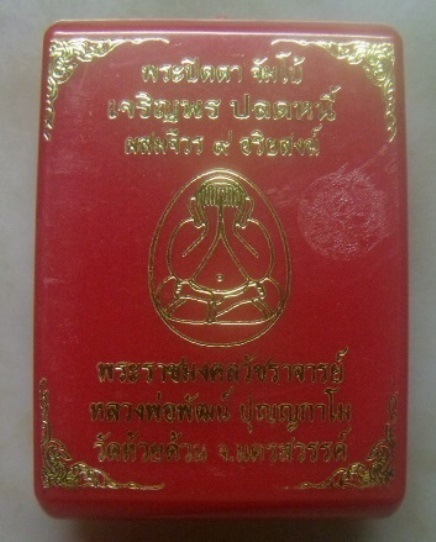 พระปิดตา จัมโบ้
เจริญพร ปลดหนี้
ผสมจีวร ๙ อริยสงฆ์
พระราชมงคลวัชราจารย์
หลวงพ่อพัฒน์ ปุญญกาโม
วัดห้วยด้วน จ.นครสวรรค์